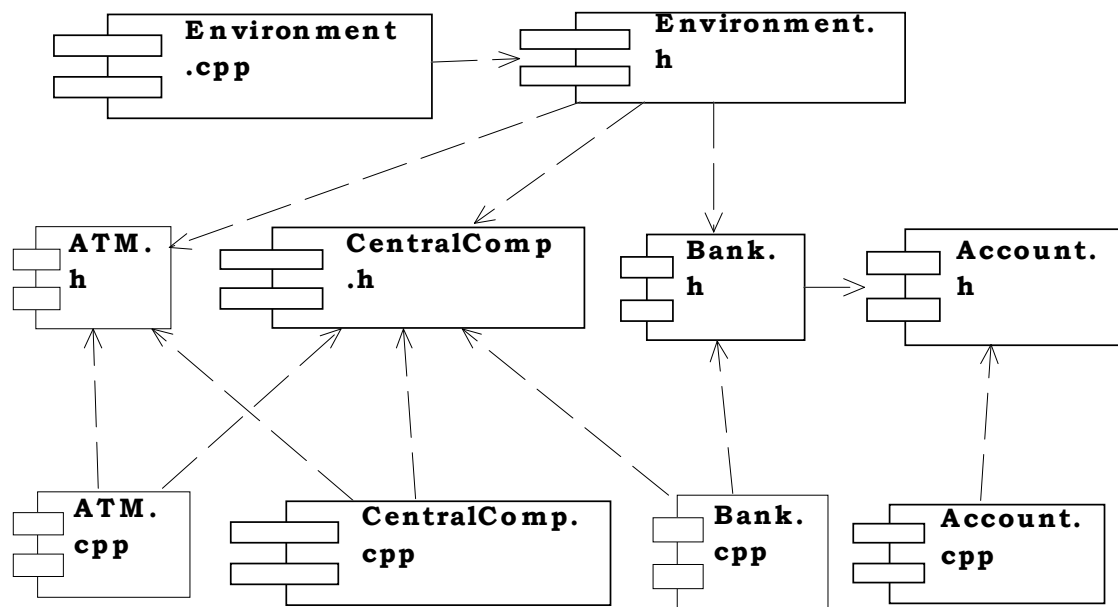 Environment
.cpp
Environment.
h
ATM.
h
CentralComp
.h
Bank.
h
Account.
h
ATM.
cpp
CentralComp.
cpp
Bank.
cpp
Account.
cpp